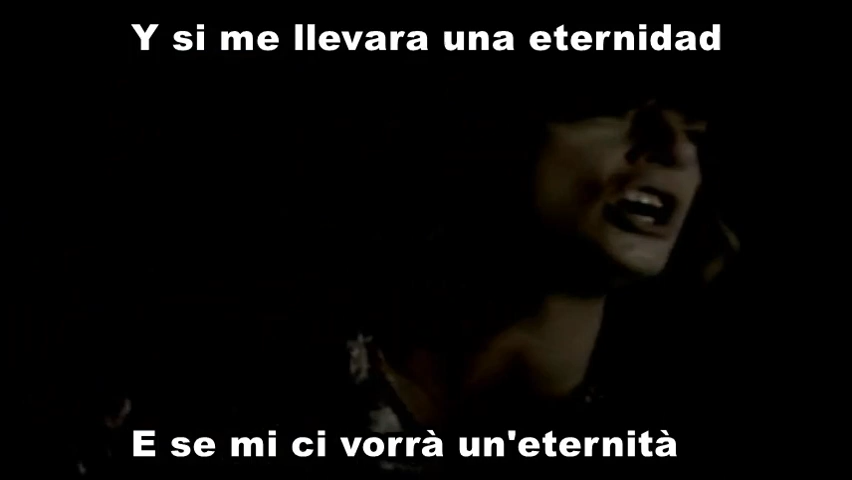 Y si me llevara una eternidad
E se mi ci vorrà un'eternità